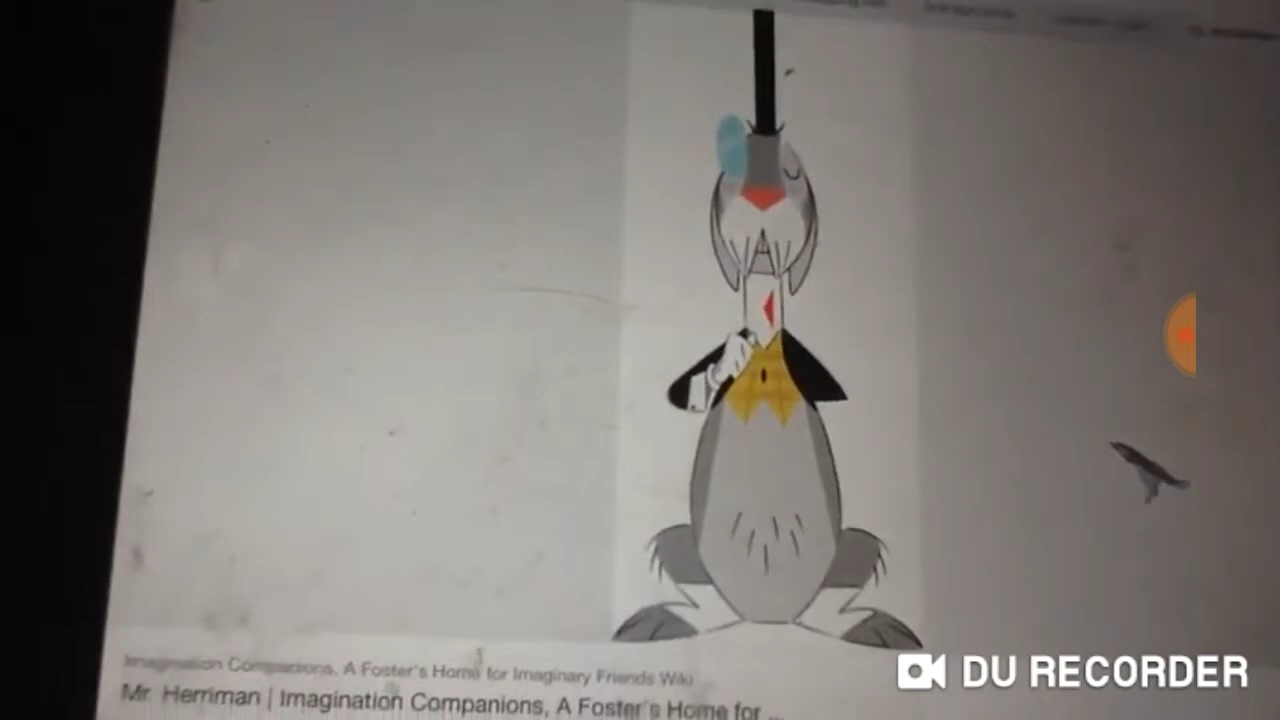 Imagination Companions, A Foster's Home for Imaginary Friends Wiki
Mr. Herriman | Imagination Companions, A Foster's Home for ...
DU RECORDER